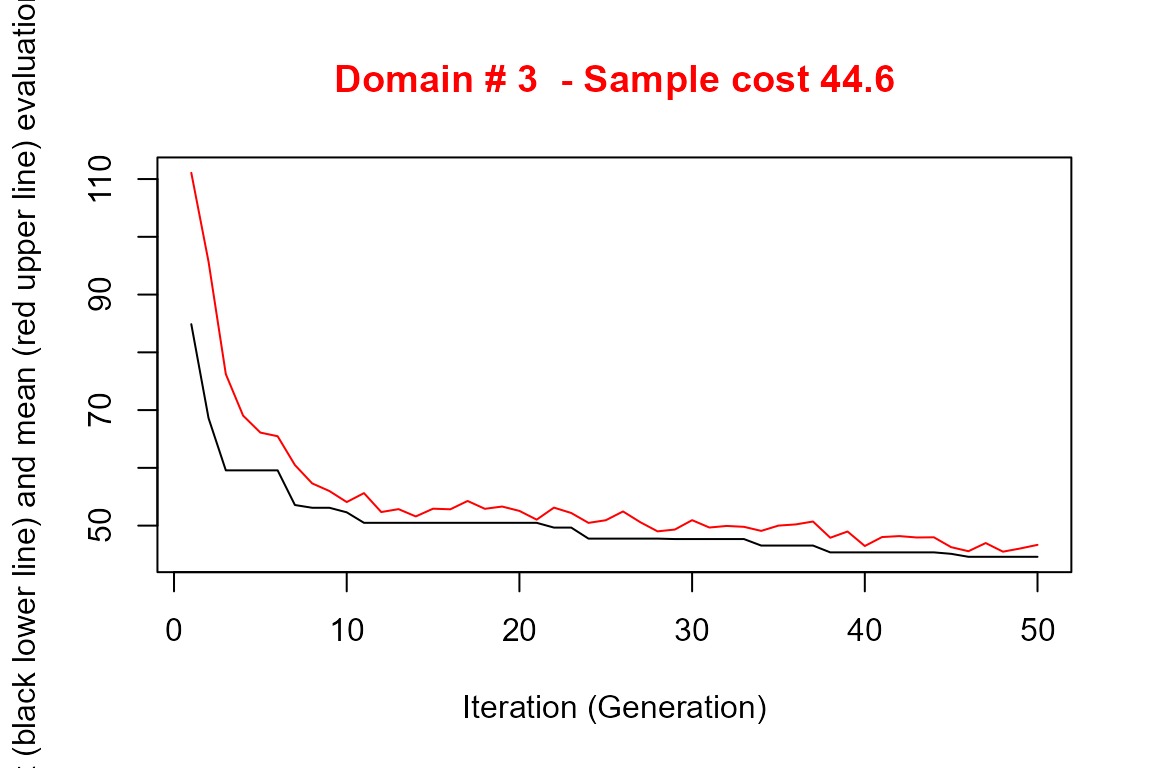 Domain # 3  - Sample cost 44.6
(black lower line) and mean (red upper line) evaluation
110
90
70
50
0 10 20 30 40 50
Iteration (Generation)